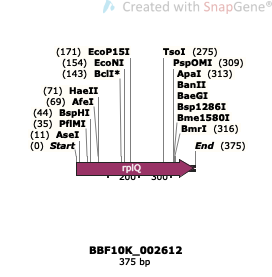 Created with SnapGene®
(171) EcoP15I
TsoI (275)
(154) EcoNI
PspOMI (309)
(143) BclI*
ApaI (313)
BanII
(71) HaeII
BaeGI
(69) AfeI
Bsp1286I
(44) BspHI
Bme1580I
(35) PflMI
BmrI (316)
(11) AseI
(0) Start
End (375)
rplQ
200
300
BBF10K_002612
375 bp